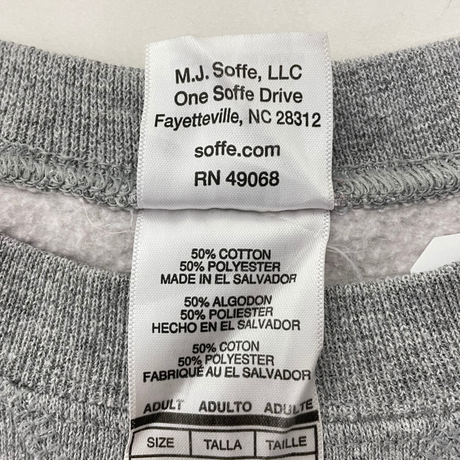 M.J. Soffe, LLC
One Soffe Drive
Fayetteville, NC 28312
soffe.com
RN 49068
50% COTTON
50% POLYESTER
MADE IN EL SALVADOR
50% ALGODON
50% POLIESTER
HECHO EN EL SALVADOR
50% COTON
50% POLYESTER
FABRIQUÉ AU EL SALVADOR
ADULT ADULTO ADULTE
SIZE TALLA TAILLE